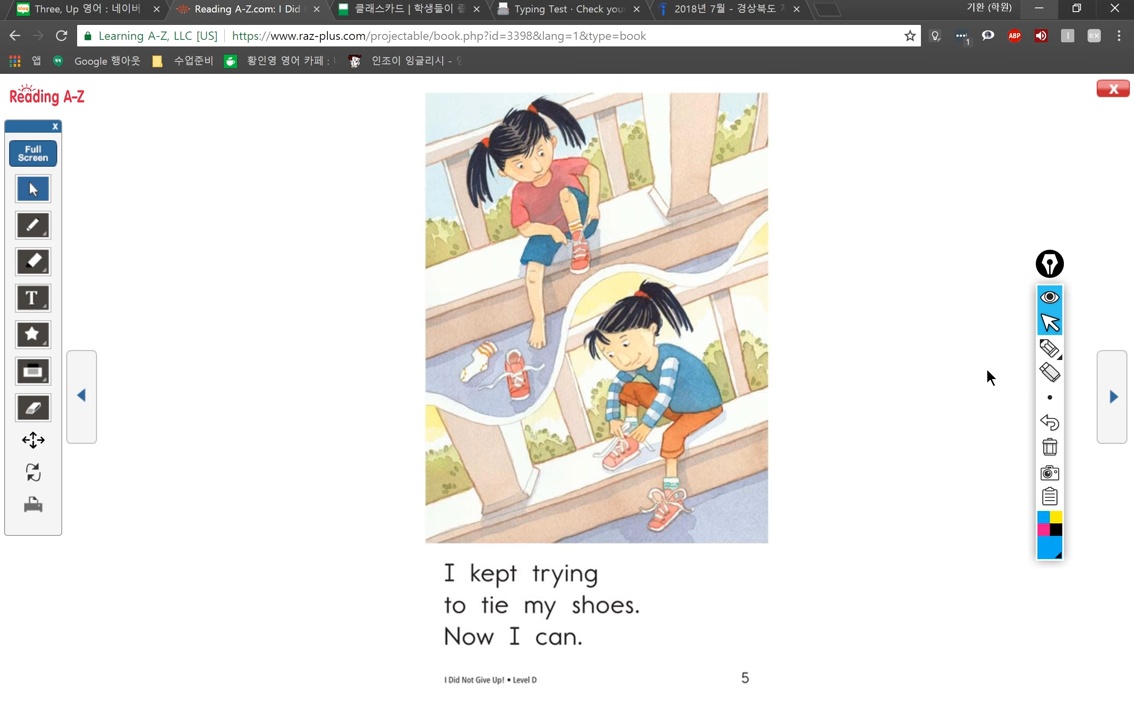 Three, Up 영어 : 네이버
Reading A-Z.com: I Did
클래스카드 | 학생들이
Typing Test · Check you
2018년 7월 - 경상북도
기환 (학원)
Learning A-Z, LLC [US]
https://www.raz-plus.com/projectable/book.php?id=3398&lang=1&type=book
1
ABP
앱
Google 행아웃
수업준비
황인영 영어 카페 :
인조이 잉글리시 -
Reading A-Z
X
x
Full
Screen
T
I kept trying
to tie my shoes.
Now I can.
I Did Not Give Up! • Level D
5